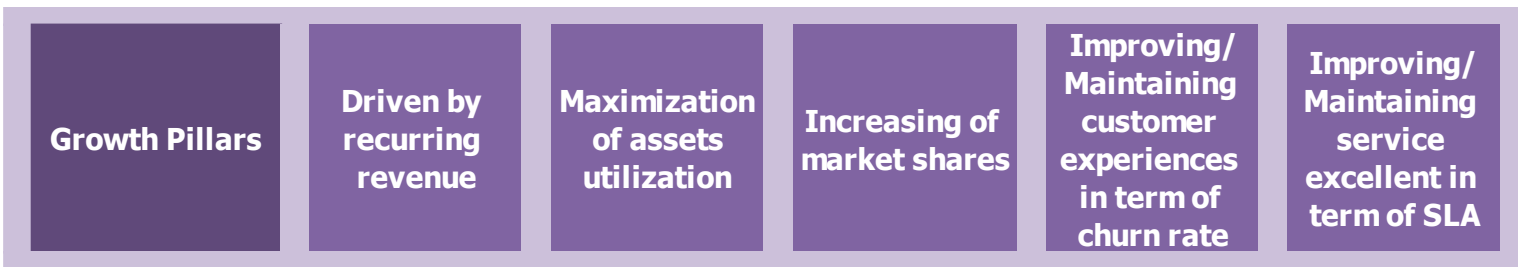 Growth Pillars
Driven by
recurring
revenue
Maximization
of assets
utilization
Increasing of
market shares
Improving/
Maintaining
customer
experiences
in term of
churn rate
Improving/
Maintaining
service
excellent in
term of SLA